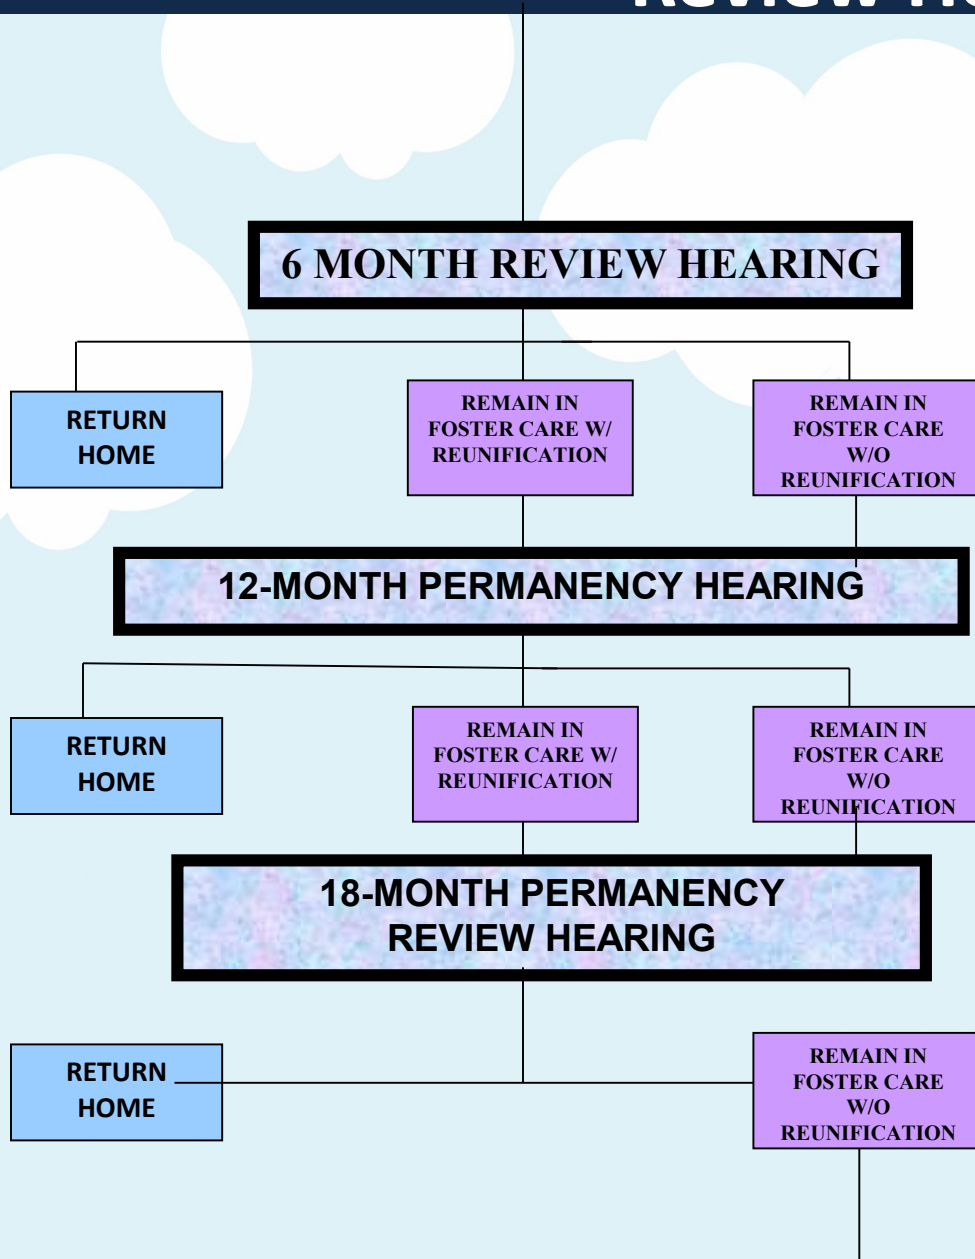 6 MONTH REVIEW HEARING
RETURN
HOME
REMAIN IN
FOSTER CARE W/
REUNIFICATION
REMAIN IN
FOSTER CARE
W/O
REUNIFICATION
12-MONTH PERMANENCY HEARING
RETURN
HOME
REMAIN IN
FOSTER CARE W/
REUNIFICATION
REMAIN IN
FOSTER CARE
W/O
REUNIFICATION
18-MONTH PERMANENCY
REVIEW HEARING
RETURN
HOME
REMAIN IN
FOSTER CARE
W/O
REUNIFICATION